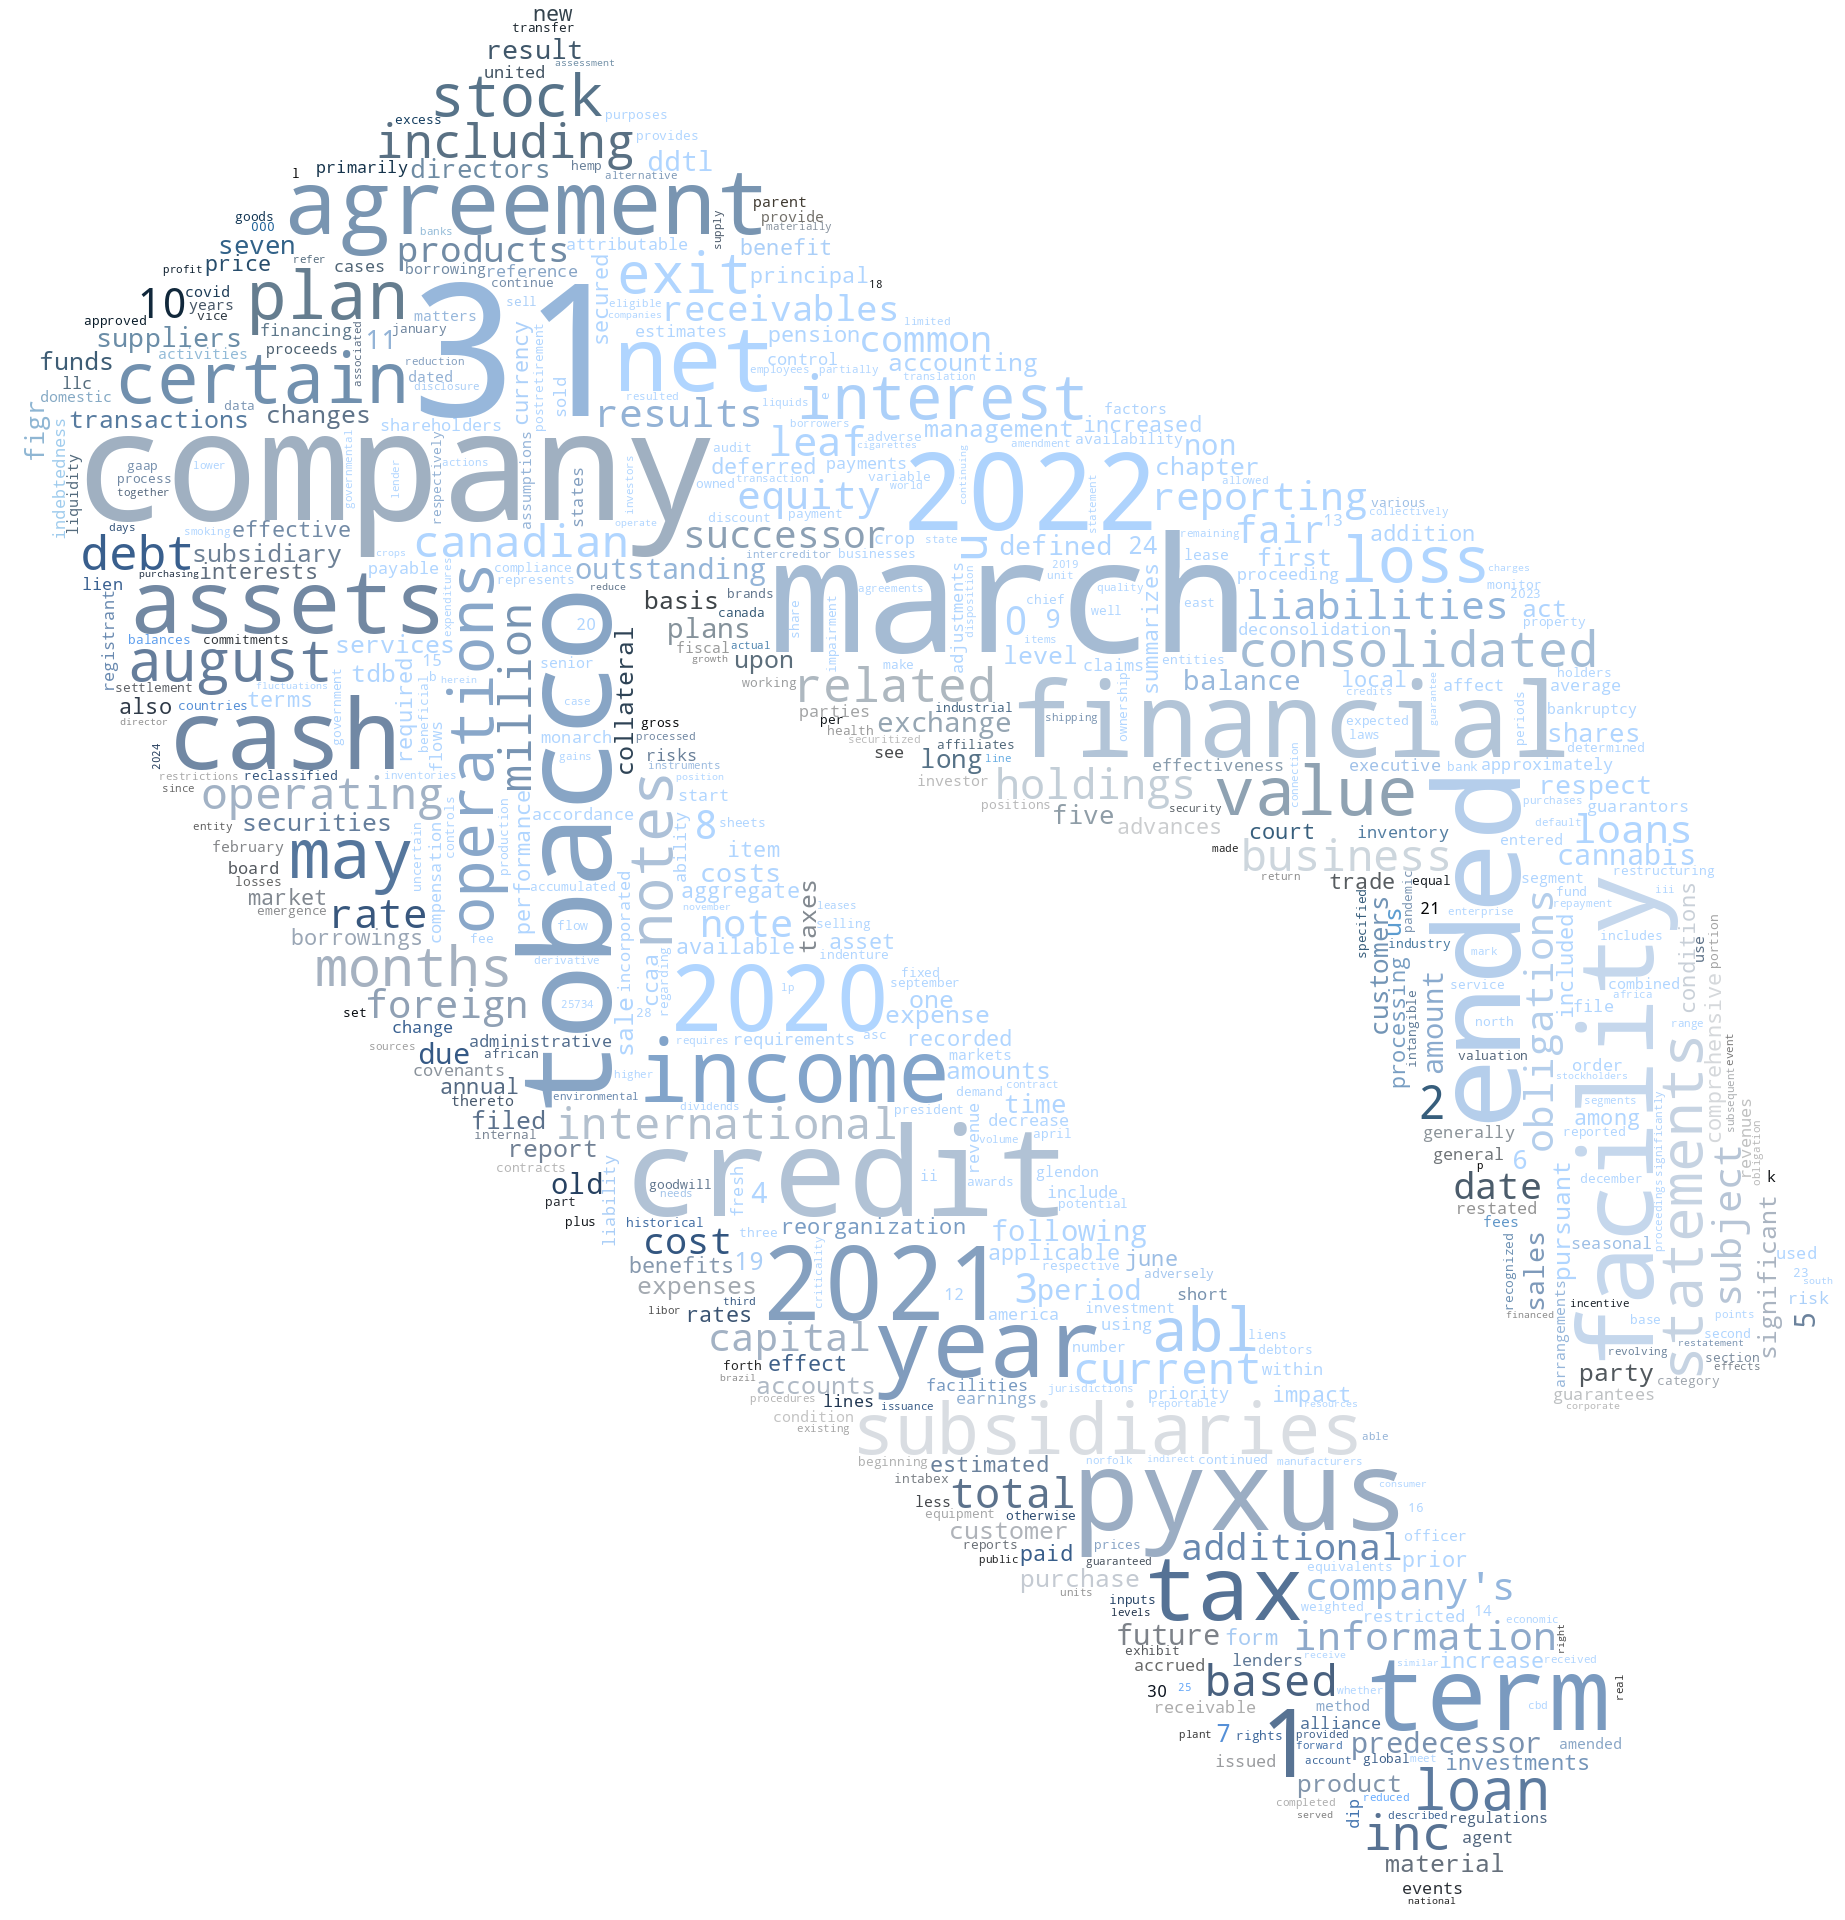 new
transfer
result
united assessment
stock
excess purposes
including provides
primarily directors hemp ddtl
1 agreement alternative
parent
goods provide
000 supply materially
seven banks
products attributable benefit
profit price refer cases borrowing reference exit principal 18
10 covid plan continue secured
years 31 sell eligible receivables
approved vice matters companies limited
suppliers financing 11 january currency estimates pension common
activities proceeds associated net control accounting
funds certain reduction postretirement employees partially translation
llc dated disclosure sold resulted liquids e interest
domestic data results borrowers factors
figr transactions changes shareholders leaf adverse management increased
indebtedness company respectively assumptions audit cigarettes amendment availability non
gaap lower governmental lender actions investors deferred payments 2022 chapter
process owned transaction variable continuing allowed
together states equity world statement reporting various
liquidity discount payment collectively
days smoking effective operate successor crop state u remaining fair 13 addition
debt subsidiary crops canadian intercreditor businesses defined 24 lease first loss
purchasing interests payable compliance outstanding 2019 proceeding charges
lien expenditures represents reduce march unit summarizes monitor
assets basis brands agreements disposition quality east liabilities 2023
registrant operations million tobacco collateral canada share impairment adjustments 0 chief 9 well act
balances commitments services 20 plans items deconsolidation property
august tdb 15 senior fiscal actual level claims entities consolidated
settlement fluctuations required b herein growth upon make holders
also countries terms government beneficial case working related balance local affect average
director flows monarch gross parties ownership credits guarantee periods
cash processed per industrial shipping financial expected bankruptcy
2024 health exchange laws shares
restrictions reclassified inventories gains risks securitized see affiliates determined
since instruments long line effectiveness executive bank approximately
operating controls notes position investor holdings connection value respect
entity securities production performance accordance start positions security purchases guarantors
february may uncertain compensation 8 sheets five advances court inventory ended default loans
board ability item made business entered cannabis
losses accumulated costs return trade equal segment restructuring
market aggregate specified pandemic fund iii
emergence rate november taxes leases 21 enterprise repayment conditions
borrowings fee flow incorporated note selling customers us obligations included facility includes use portion
months derivative ccaa available asset industry mark
indenture processing intangible amount service combined
foreign 25734 regarding 2020 lp fixed file africa comprehensive
set sale 28 september one north range
change requires requirements asc expense
sources administrative recorded valuation order statements
due african income markets stockholders subsequent event
covenants higher amounts 2 segments
annual environmental demand contract significantly revenues
thereto dividends time among
filed international president decrease generally reported obligation
internal april general
report volume revenue p 6 subject
contracts credit glendon december k
old goodwill ii awards date
part needs fresh 4 include restated
liability potential fees proceedings
plus historical three reorganization following pursuant seasonal significant used
cost recognized
benefits 19 criticality applicable june 23
expenses respective adversely sales south
2021 12 3 period short risk
libor third america investment financed incentive base points 5
rates using abl liens second
capital year number debtors revolving restatement
forth effect current within arrangements section effects
brazil accounts facilities jurisdictions party category
procedures lines earnings priority impact guarantees
condition issuance reportable resources corporate
existing subsidiaries able
beginning estimated norfolk indirect continued manufacturers
intabex pyxus consumer
less total 16
equipment otherwise
customer officer
reports prices additional
public paid guaranteed equivalents prior
purchase tax company's
units
inputs weighted restricted 14
levels economic
future form information right
exhibit
accrued lenders receive similar increase received
based whether term real
30 25
receivable method cbd
1 alliance
plant 7 rights provided predecessor amended
forward
issued account global meet investments
product loan
completed reduced
served dip described regulations
inc agent
material
events
national